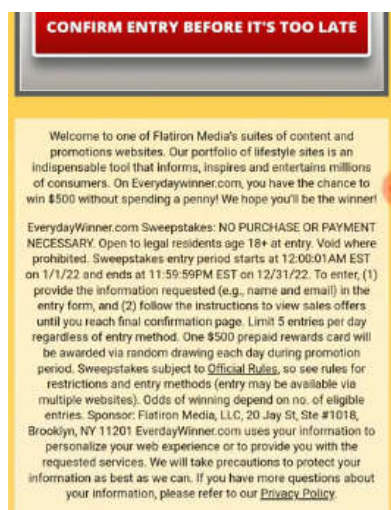 CONFIRM ENTRY BEFORE IT'S TOO LATE
Welcome to one of Flatiron Media's suites of content and
promotions websites. Our portfolio of lifestyle sites is an
indispensable tool that informs, inspires and entertains millions
of consumers. On Everydaywinner.com, you have the chance to
win $500 without spending a penny! We hope you'll be the winner!
EverydayWinner.com Sweepstakes: NO PURCHASE OR PAYMENT
NECESSARY. Open to legal residents age 18+ at entry. Void where
prohibited. Sweepstakes entry period starts at 12:00:01AM EST
on 1/1/22 and ends at 11:59:59PM EST on 12/31/22. To enter, (1)
provide the information requested (e.g., name and email) in the
entry form, and (2) follow the instructions to view sales offers
until you reach final confirmation page. Limit 5 entries per day
regardless of entry method. One $500 prepaid rewards card will
be awarded via random drawing each day during promotion
period. Sweepstakes subject to Official Rules, so see rules for
restrictions and entry methods (entry may be available via
multiple websites). Odds of winning depend on no. of eligible
entries. Sponsor: Flatiron Media, LLC, 20 Jay St, Ste #1018,
Brooklyn, NY 11201 EverdayWinner.com uses your information to
personalize your web experience or to provide you with the
requested services. We will take precautions to protect your
information as best as we can. If you have more questions about
your information, please refer to our Privacy Policy.